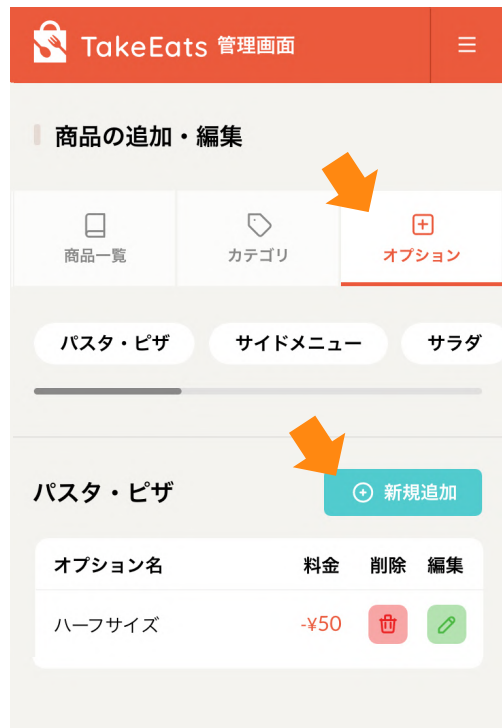 TakeEats 管理画面
商品の追加・編集
商品一覧 カテゴリ オプション
パスタ・ピザ サイドメニュー サラダ
パスタ・ピザ 新規追加
オプション名 料金 削除 編集
ハーフサイズ -¥50